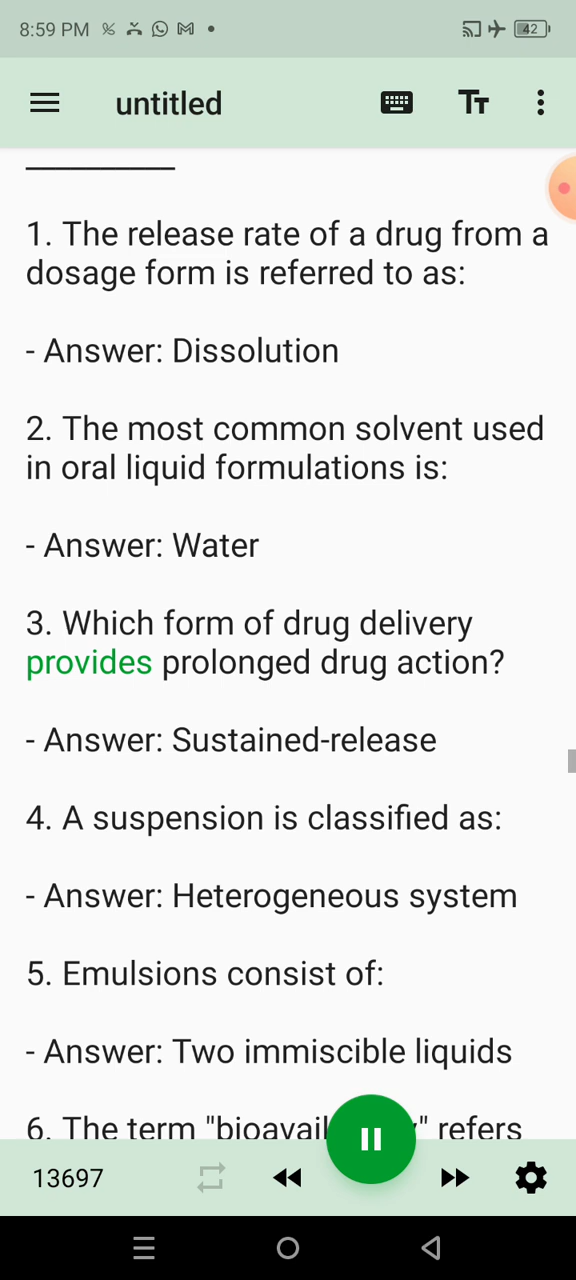 8:59 PM
42
untitled
1. The release rate of a drug from a
dosage form is referred to as:
- Answer: Dissolution
2. The most common solvent used
in oral liquid formulations is:
- Answer: Water
3. Which form of drug delivery
provides prolonged drug action?
- Answer: Sustained-release
4. A suspension is classified as:
- Answer: Heterogeneous system
5. Emulsions consist of:
- Answer: Two immiscible liquids
6. The term " refers
13697